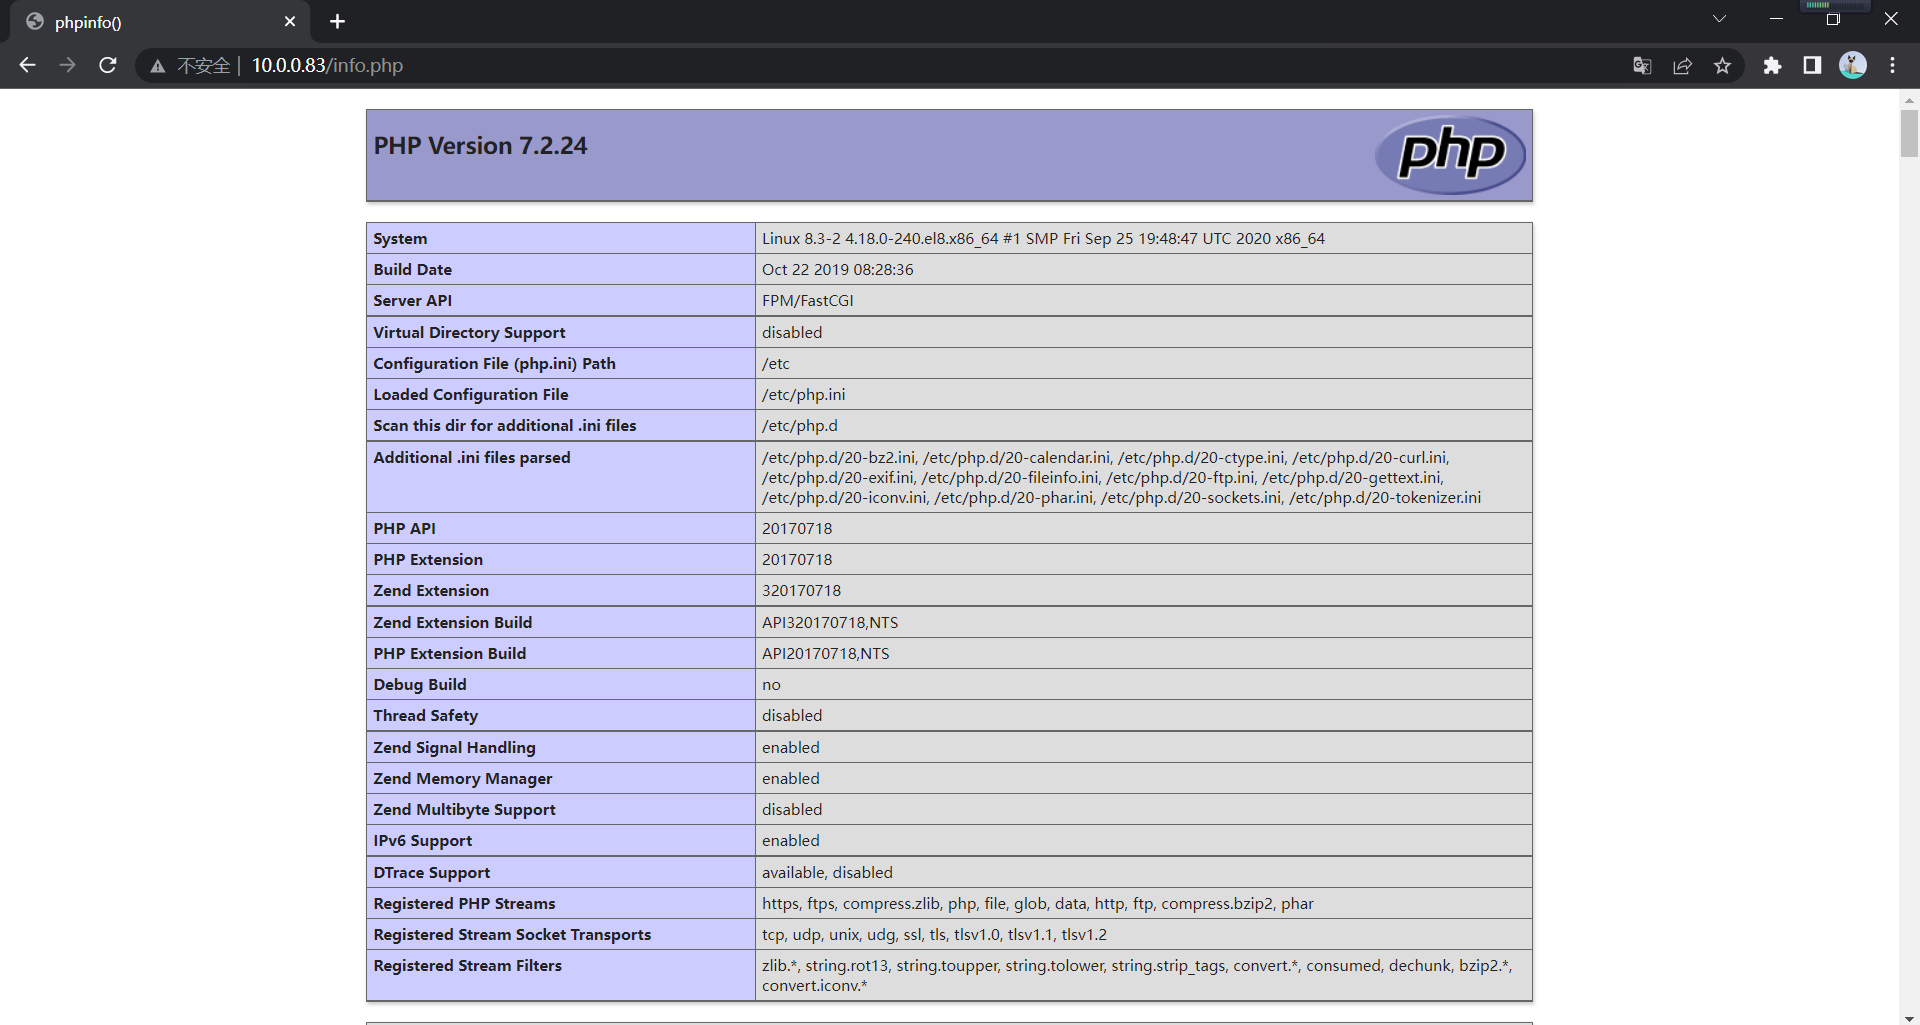 phpinfo()
不安全 | 10.0.0.83/info.php
PHP Version 7.2.24
php
System Linux 8.3-2 4.18.0-240.el8.x86_64 #1 SMP Fri Sep 25 19:48:47 UTC 2020 x86_64
Build Date Oct 22 2019 08:28:36
Server API FPM/FastCGI
Virtual Directory Support disabled
Configuration File (php.ini) Path /etc
Loaded Configuration File /etc/php.ini
Scan this dir for additional .ini files /etc/php.d
Additional .ini files parsed /etc/php.d/20-bz2.ini, /etc/php.d/20-calendar.ini, /etc/php.d/20-ctype.ini, /etc/php.d/20-curl.ini,
/etc/php.d/20-exif.ini, /etc/php.d/20-fileinfo.ini, /etc/php.d/20-ftp.ini, /etc/php.d/20-gettext.ini,
/etc/php.d/20-iconv.ini, /etc/php.d/20-phar.ini, /etc/php.d/20-sockets.ini, /etc/php.d/20-tokenizer.ini
PHP API 20170718
PHP Extension 20170718
Zend Extension 320170718
Zend Extension Build API320170718,NTS
PHP Extension Build API20170718,NTS
Debug Build no
Thread Safety disabled
Zend Signal Handling enabled
Zend Memory Manager enabled
Zend Multibyte Support disabled
IPv6 Support enabled
DTrace Support available, disabled
Registered PHP Streams https, ftps, compress.zlib, php, file, glob, data, http, ftp, compress.bzip2, phar
Registered Stream Socket Transports tcp, udp, unix, udg, ssl, tls, tlsv1.0, tlsv1.1, tlsv1.2
Registered Stream Filters zlib.*, string.rot13, string.toupper, string.tolower, string.strip_tags, convert.*, consumed, dechunk, bzip2.*,
convert.iconv.*